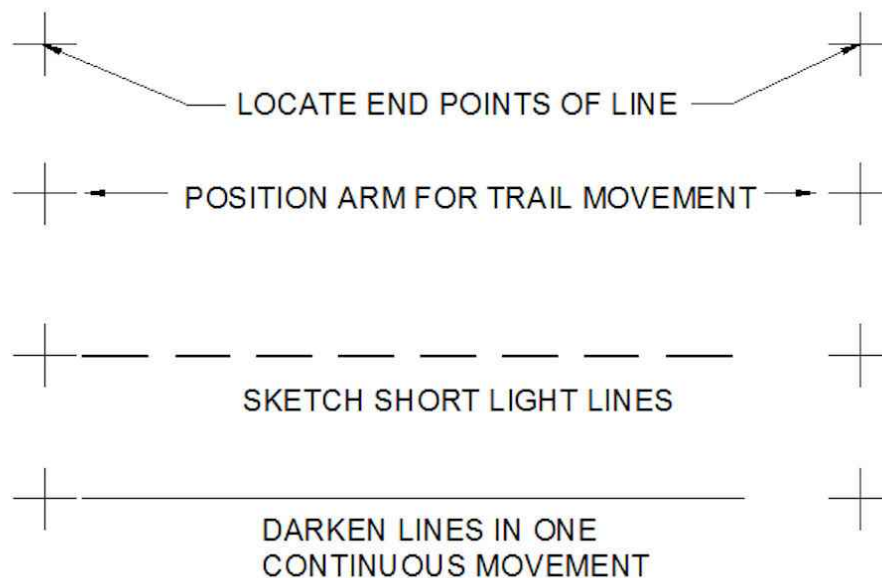 LOCATE END POINTS OF LINE
POSITION ARM FOR TRAIL MOVEMENT
SKETCH SHORT LIGHT LINES
DARKEN LINES IN ONE
CONTINUOUS MOVEMENT